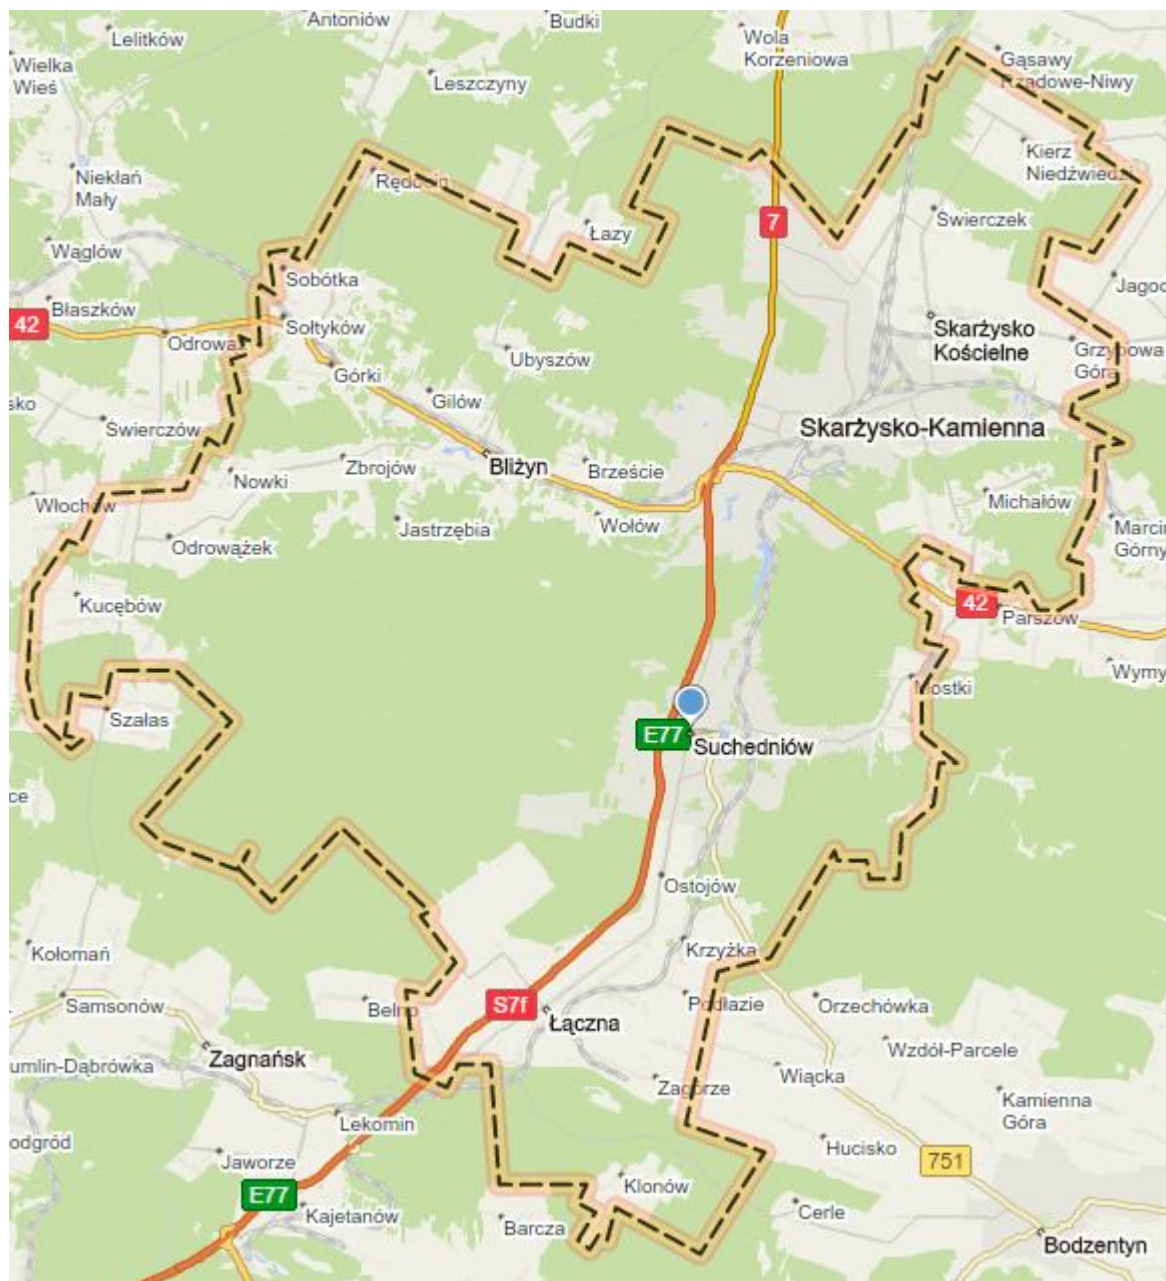 Antoniów
Budki
Lelitków
Wola
Korzeniowa
Wielka
Wieś
Gąsawy
Rządowe-Niwy
Leszczyny
Kierz
Niedźwiedzi
Niekłań
Mały
Rędocin
Świerczek
7
Łazy
Wąglów
Sobótka
Jagod
Błaszków
42
Sołtyków
Odrowąż
Skarżysko
Kościelne
Grzybowa
Góra
Ubyszów
Górki
Gilów
sko
Świerczów
Skarżysko-Kamienna
Zbrojów
Bliżyn
Brzeście
Nowki
Włochów
Michałów
Jastrzębia
Wołów
Marcin
Górny
Odrowążek
Kucębów
42
Parszów
Wymy
Mostki
Szałas
E77
Suchedniów
ce
Ostojów
Kołomań
Krzyżka
Samsonów
Belno
S7f
Podłazie
Orzechówka
Łączna
Zagnańsk
Wzdół-Parcele
umlin-Dąbrówka
Zagórze
Wiącka
Kamienna
Góra
Lekomin
odgród
Hucisko
Jaworze
751
Klonów
E77
Kajetanów
Barcza
Cerle
Bodzentyn